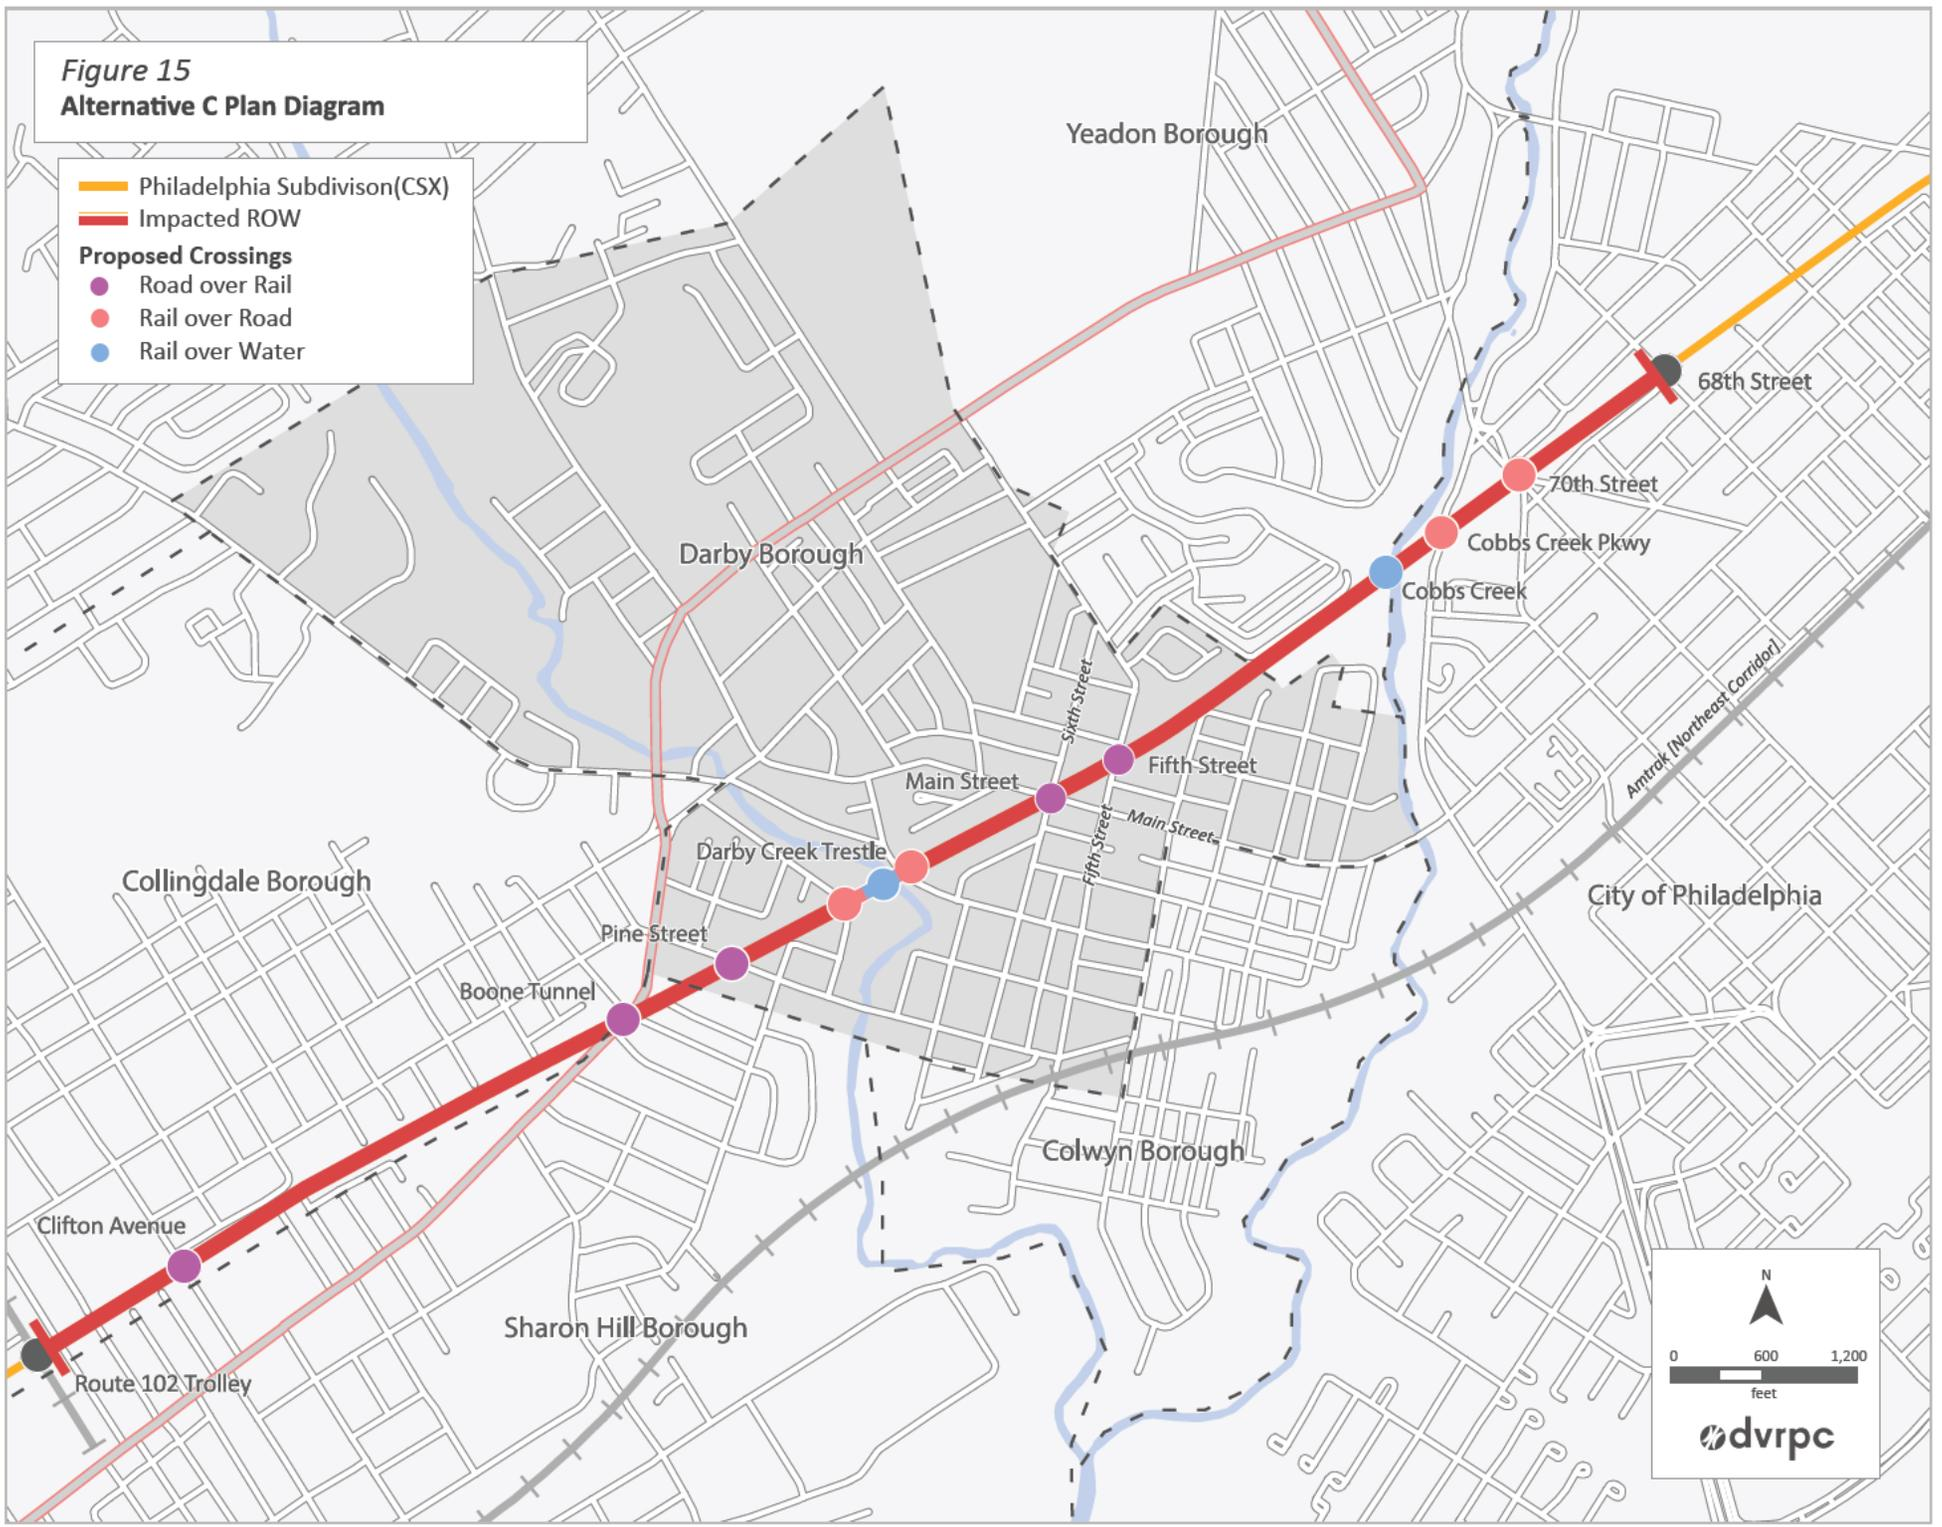 Figure 15
Alternative C Plan Diagram
Philadelphia Subdivison(CSX)
Impacted ROW
Proposed Crossings
Road over Rail
Rail over Road
Rail over Water
Yeadon Borough
68th Street
70th Street
Cobbs Creek Pkwy
Cobbs Creek
Darby Borough
Amtrak [Northeast Corridor]
Sixth Street
Fifth Street
Main Street
Main Street
Fifth Street
Darby Creek Trestle
Collingdale Borough
City of Philadelphia
Pine Street
Boone Tunnel
Colwyn Borough
Clifton Avenue
Sharon Hill Borough
Route 102 Trolley
N
0 600 1,200
feet
dvrpc